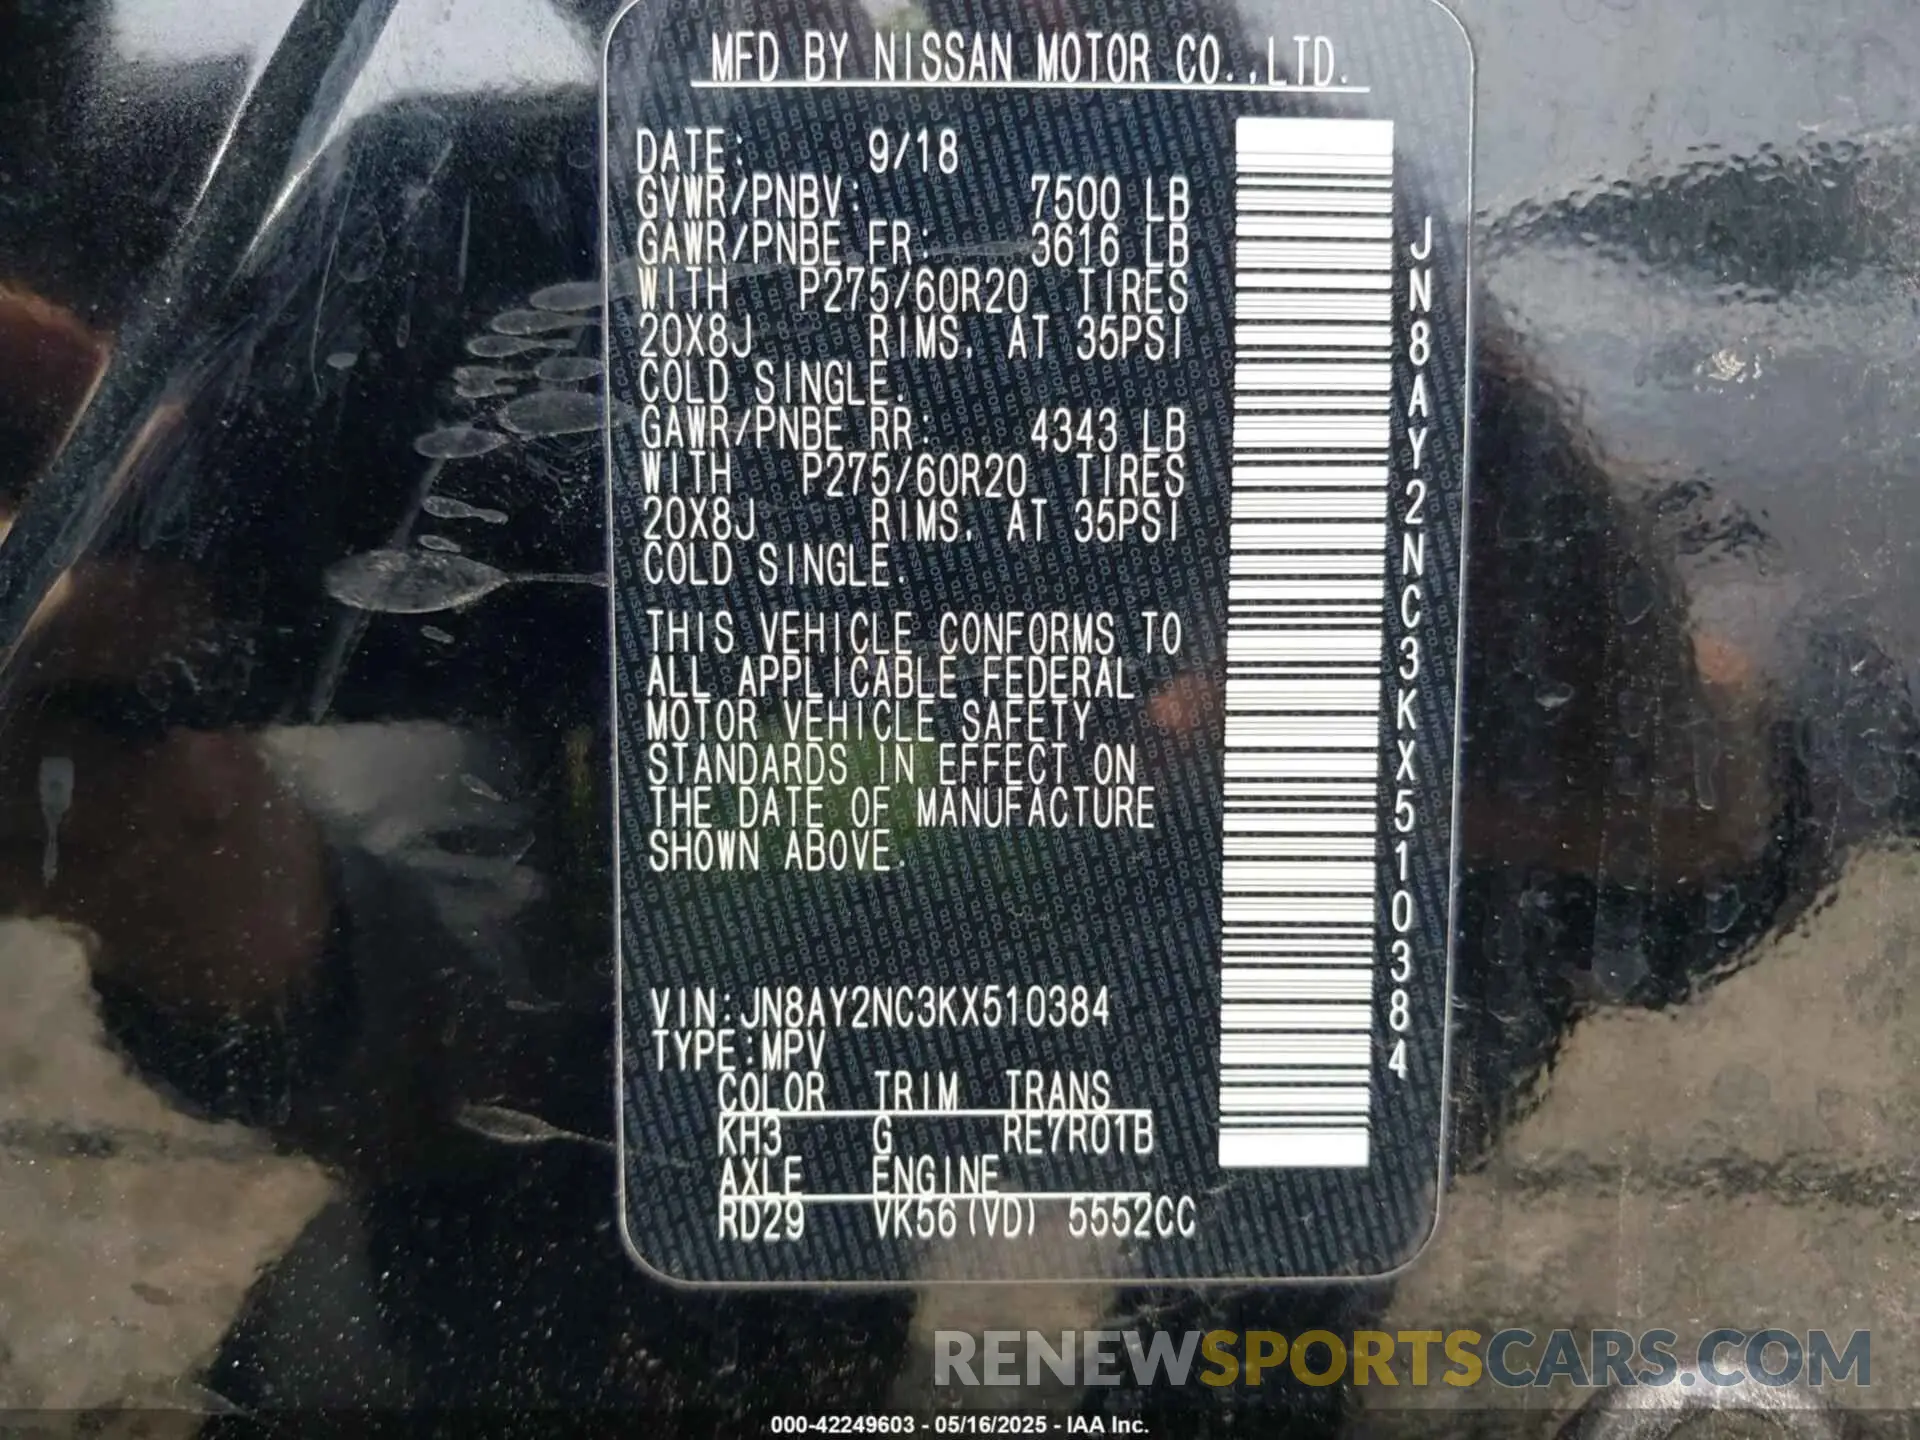 MFD BY NISSAN MOTOR CO.,LTD.
DATE: 9/18
GVWR/PNBV: 7500 LB
GAWR/PNBE FR: 3616 LB
WITH P275/60R20 TIRES
20X8J RIMS, AT 35PSI
COLD SINGLE.
GAWR/PNBE RR: 4343 LB
WITH P275/60R20 TIRES
20X8J RIMS, AT 35PSI
COLD SINGLE.
THIS VEHICLE CONFORMS TO
ALL APPLICABLE FEDERAL
MOTOR VEHICLE SAFETY
STANDARDS IN EFFECT ON
THE DATE OF MANUFACTURE
SHOWN ABOVE.
VIN:JN8AY2NC3KX510384
TYPE:MPV
COLOR TRIM TRANS
KH3 G RE7R01B
AXLE ENGINE
RD29 VK56(VD) 5552CC
JN8AY2NC3KX510384
RENEWSPORTSCARS.COM
000-42249603 - 05/16/2025 - IAA Inc.